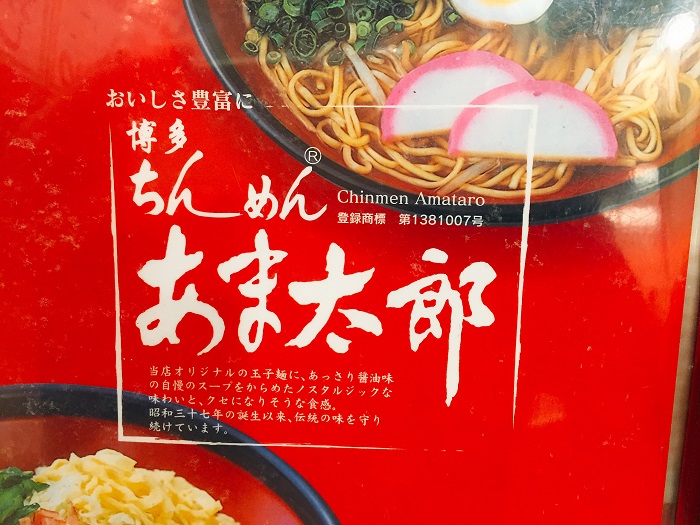 おいしさ豊富に
博多
ちんめん®
Chinmen Amataro
登録商標 第1381007号
あま太郎
当店オリジナルの玉子麺に、あっさり醤油味
の自慢のスープをからめたノスタルジックな
味わいと、クセになりそうな食感。
昭和三十七年の誕生以来、伝統の味を守り
続けています。